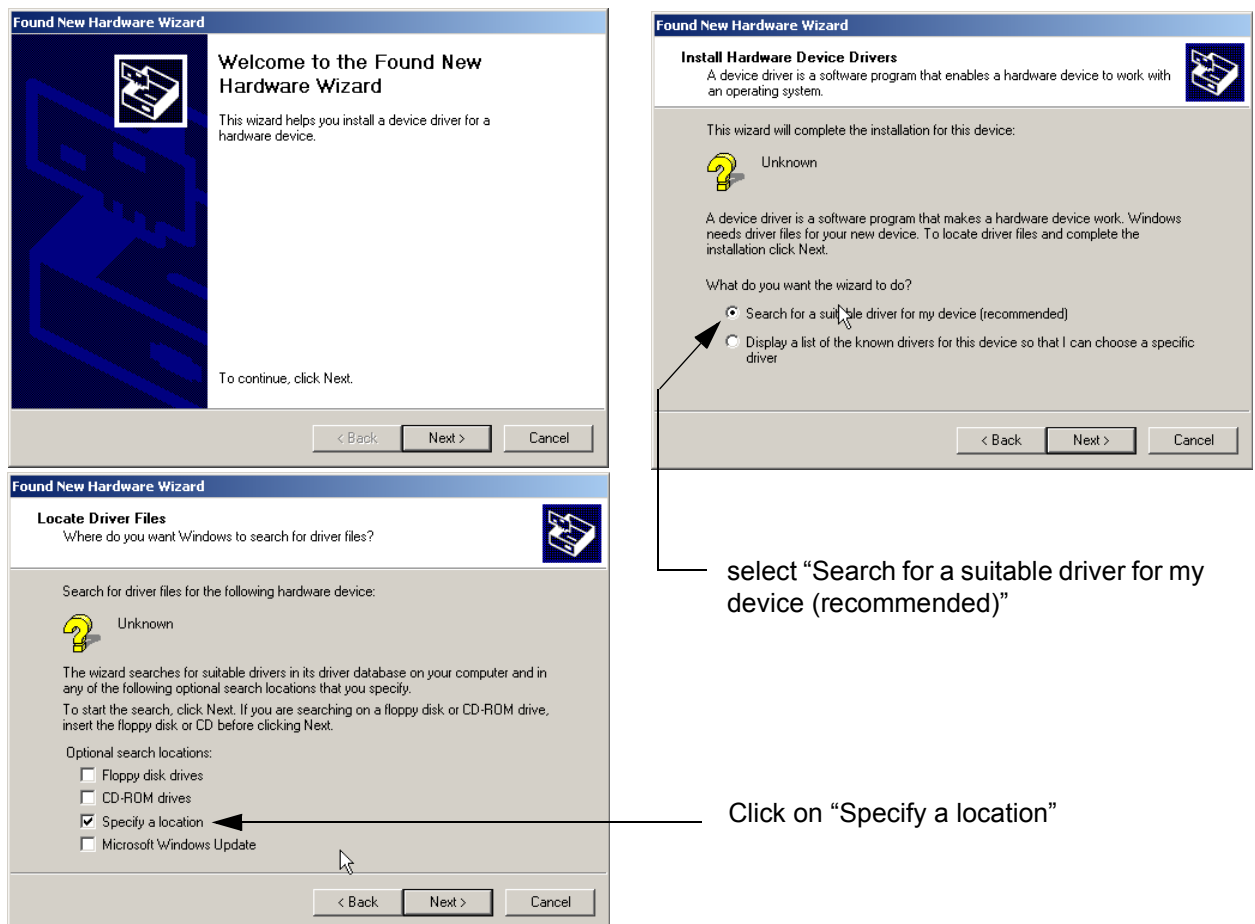 Found New Hardware Wizard
Welcome to the Found New
Hardware Wizard
This wizard helps you install a device driver for a
hardware device.
To continue, click Next.
< Back
Next >
Cancel
Found New Hardware Wizard
Install Hardware Device Drivers
A device driver is a software program that enables a hardware device to work with
an operating system.
This wizard will complete the installation for this device:
Unknown
A device driver is a software program that makes a hardware device work. Windows
needs driver files for your new device. To locate driver files and complete the
installation click Next.
What do you want the wizard to do?
Search for a suitable driver for my device (recommended)
Display a list of the known drivers for this device so that I can choose a specific
driver
< Back
Next >
Cancel
select “Search for a suitable driver for my
device (recommended)”
Found New Hardware Wizard
Locate Driver Files
Where do you want Windows to search for driver files?
Search for driver files for the following hardware device:
Unknown
The wizard searches for suitable drivers in its driver database on your computer and in
any of the following optional search locations that you specify.
To start the search, click Next. If you are searching on a floppy disk or CD-ROM drive,
insert the floppy disk or CD before clicking Next.
Optional search locations:
Floppy disk drives
CD-ROM drives
Specify a location
Microsoft Windows Update
< Back
Next >
Cancel
Click on “Specify a location”